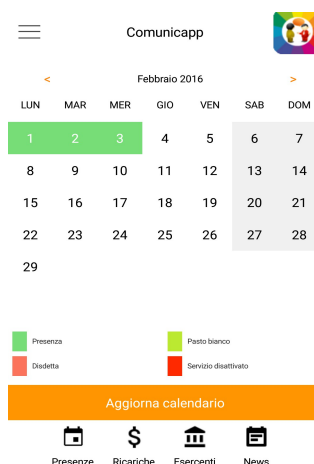 Comunicapp
< Febbraio 2016 >
LUN MAR MER GIO VEN SAB DOM
1 2 3 4 5 6 7
8 9 10 11 12 13 14
15 16 17 18 19 20 21
22 23 24 25 26 27 28
29
Presenza Pasto bianco
Disdetta Servizio disattivato
Aggiorna calendario
Presenze Ricariche Esercenti News